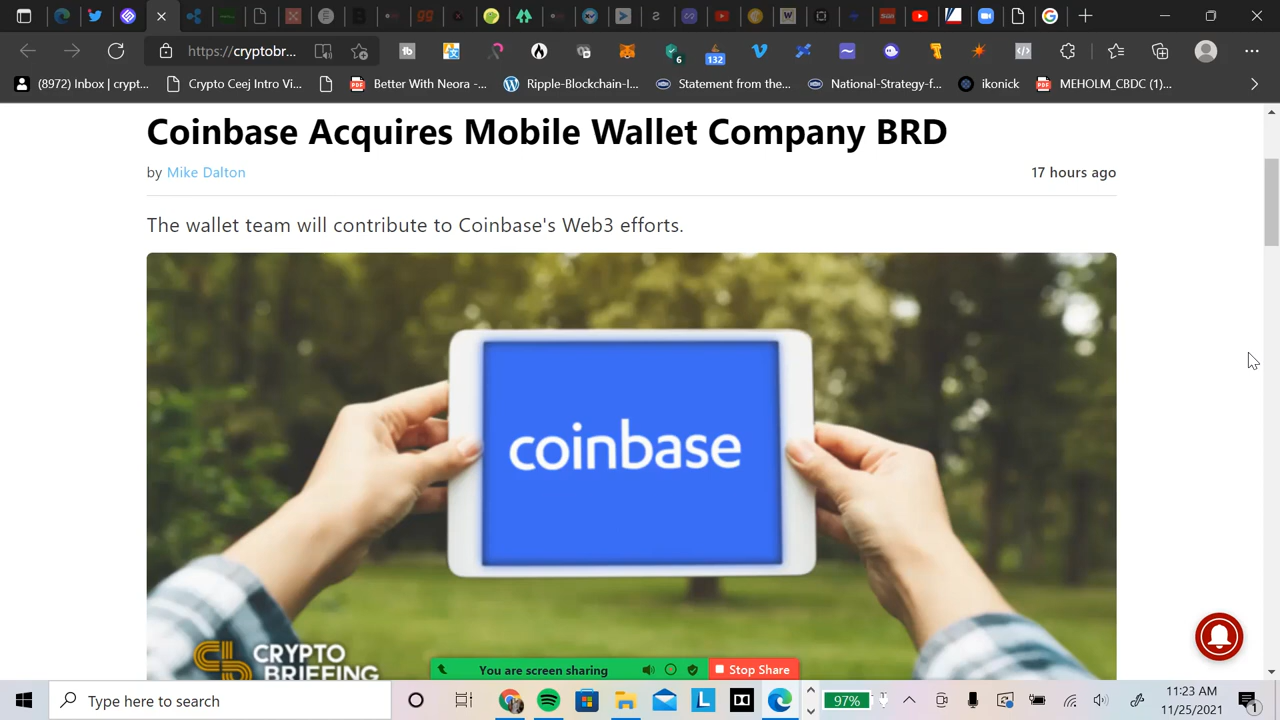 gg
https://cryptobr...
6
132
(8972) Inbox | crypt...
Crypto Ceej Intro Vi...
Better With Neora -...
Ripple-Blockchain-I...
Statement from the...
National-Strategy-f...
ikonick
MEHOLM_CBDC (1)...
Coinbase Acquires Mobile Wallet Company BRD
by Mike Dalton
17 hours ago
The wallet team will contribute to Coinbase's Web3 efforts.
coinbase
CRYPTO
BRIEFING
You are screen sharing
Stop Share
Type here to search
97%
11:23 AM
11/25/2021